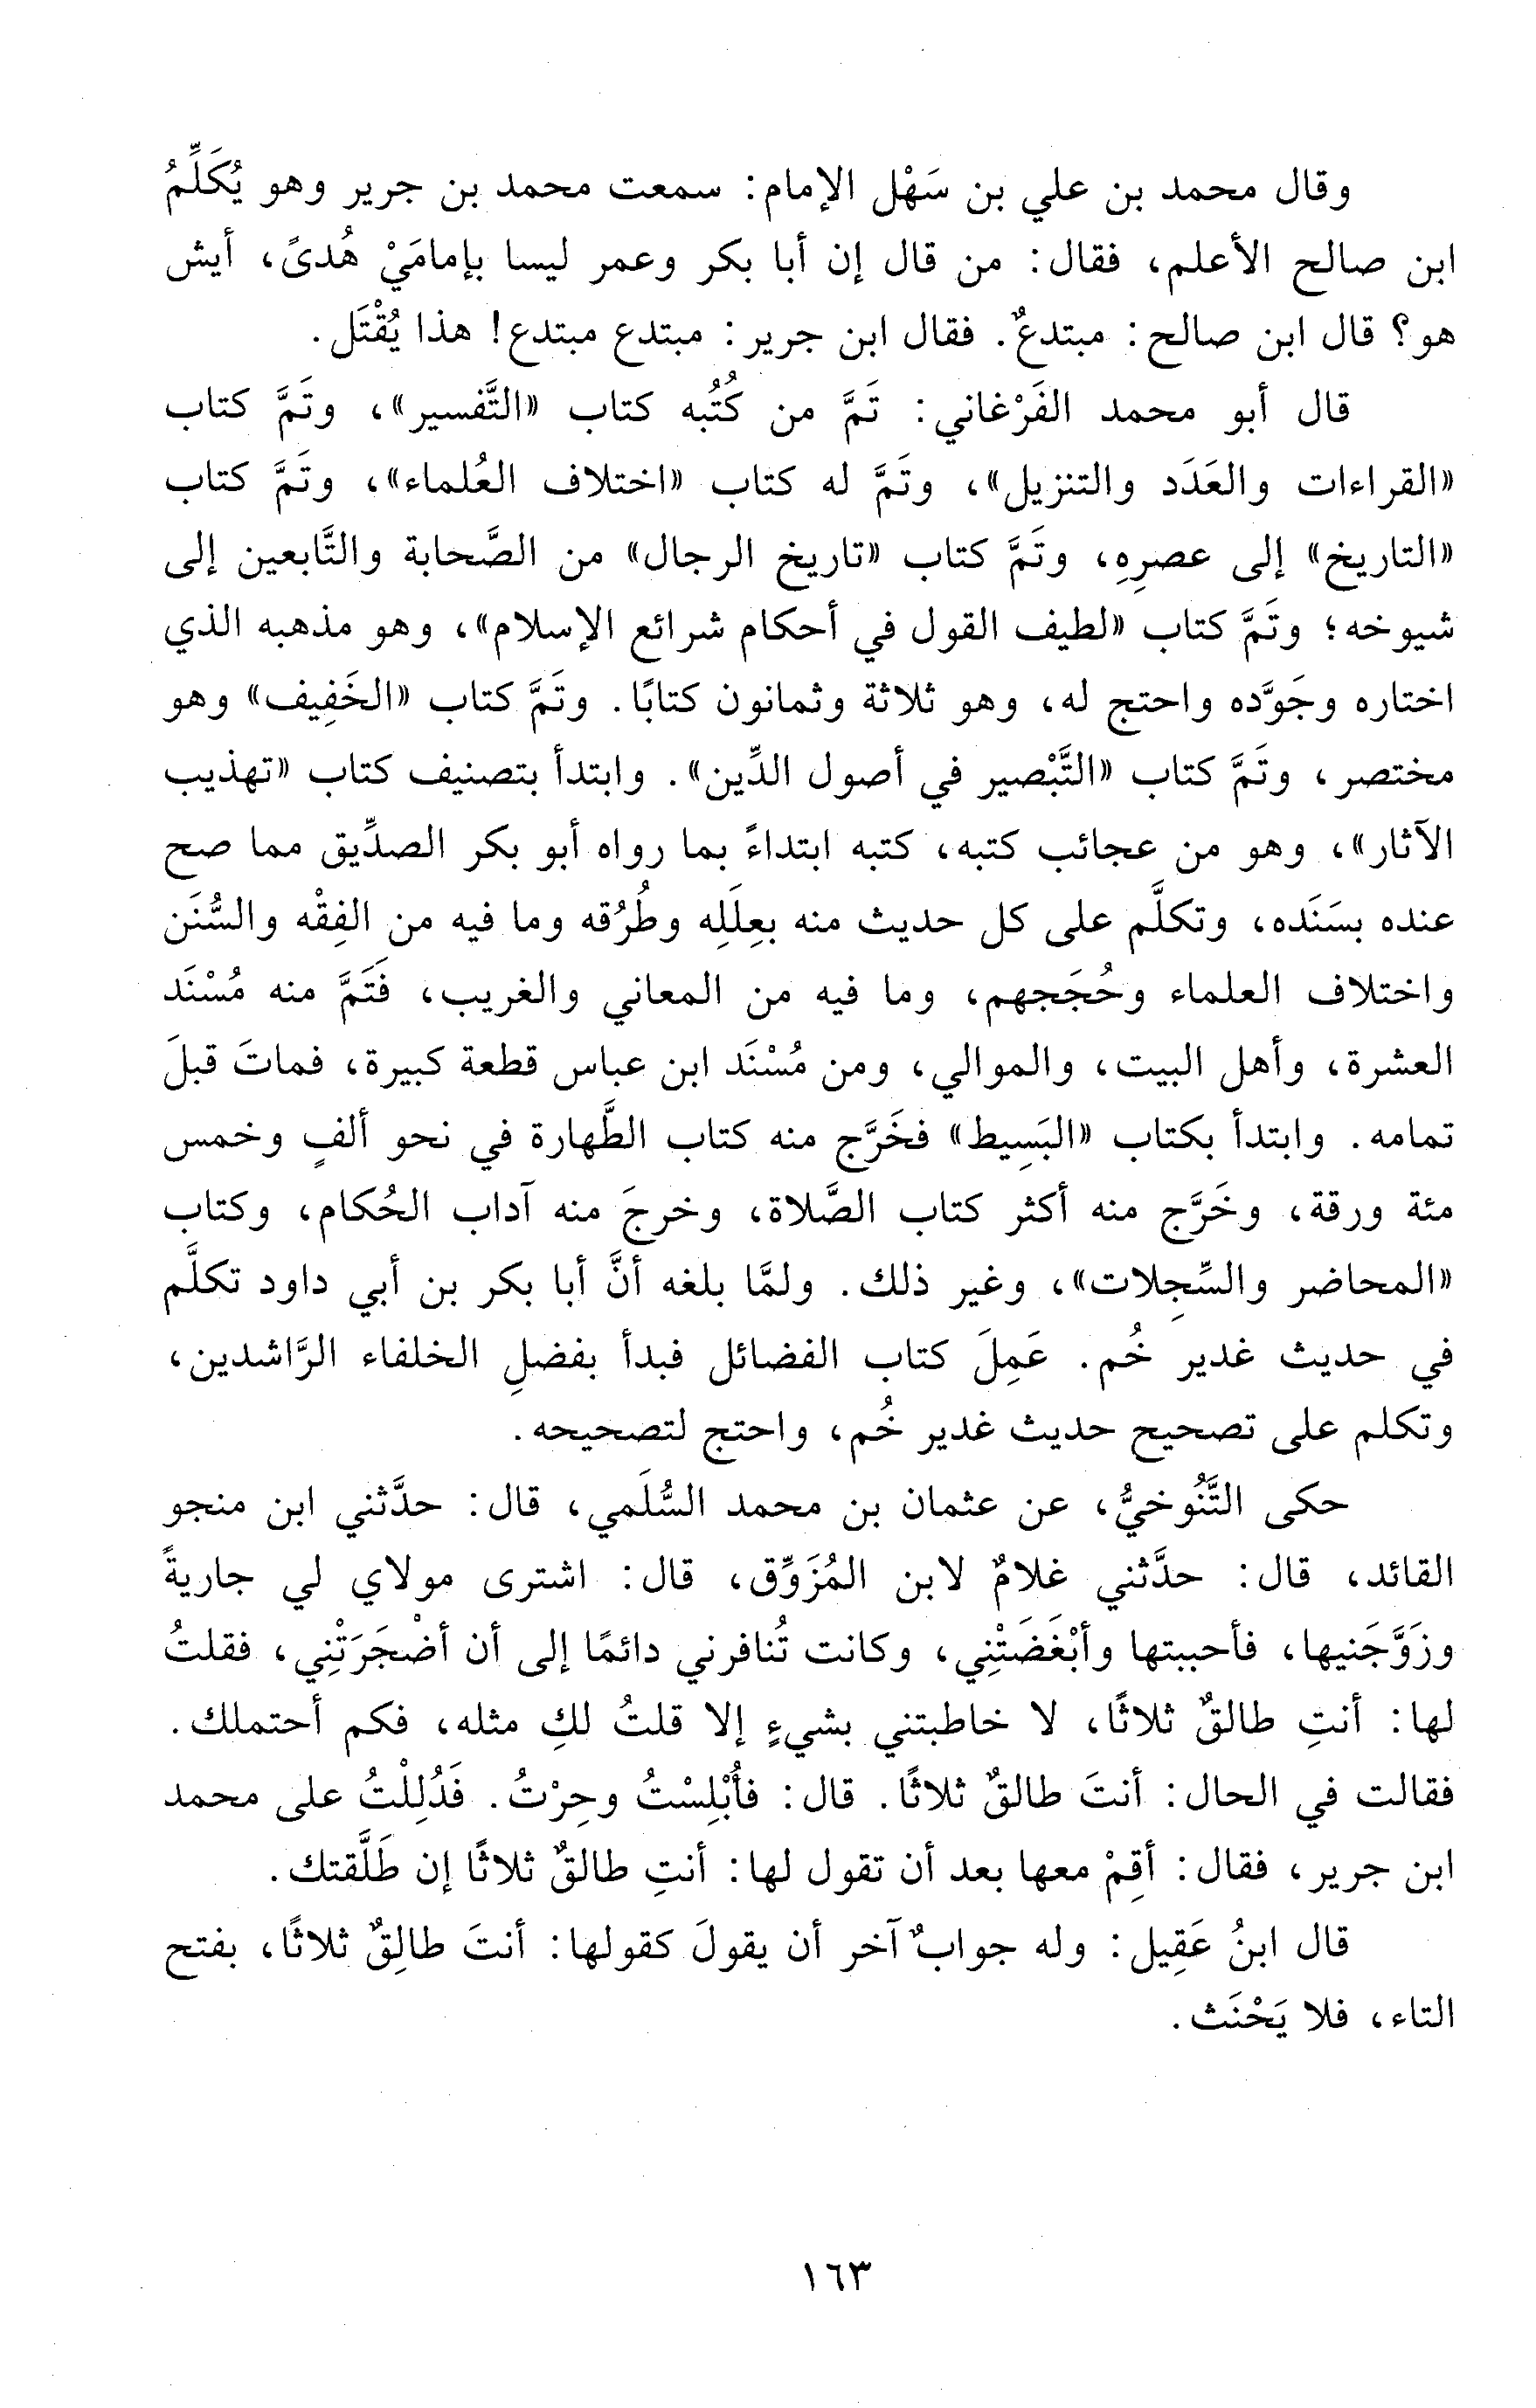 وقال محمد بن علي بن سَهْل الإمام: سمعت محمد بن جرير وهو يُكَلِّمُ
ابن صالح الأعلم، فقال: من قال إن أبا بكر وعمر ليسا بإمامَيْ هُدىً، أيش
هو؟ قال ابن صالح: مبتدعٌ. فقال ابن جرير: مبتدع مبتدع! هذا يُقْتَل.
قال أبو محمد الفَرْغاني: تَمَّ من كُتُبه كتاب «التَّفسير»، وتَمَّ كتاب
«القراءات والعَدَد والتنزيل»، وتَمَّ له كتاب «اختلاف العُلماء»، وتَمَّ كتاب
«التاريخ» إلى عصرِهِ، وتَمَّ كتاب «تاريخ الرجال» من الصَّحابة والتَّابعين إلى
شيوخه؛ وتَمَّ كتاب «لطيف القول في أحكام شرائع الإسلام»، وهو مذهبه الذي
اختاره وجَوَّده واحتج له، وهو ثلاثة وثمانون كتابًا. وتَمَّ كتاب «الخَفِيف» وهو
مختصر، وتَمَّ كتاب «التَّبْصير في أصول الدِّين». وابتدأ بتصنيف كتاب «تهذيب
الآثار»، وهو من عجائب كتبه، كتبه ابتداءً بما رواه أبو بكر الصدِّيق مما صح
عنده بسَنَده، وتكلَّم على كل حديث منه بعِلَلِه وطُرُقه وما فيه من الفِقْه والسُّنَن
واختلاف العلماء وحُجَجهم، وما فيه من المعاني والغريب، فَتَمَّ منه مُسْنَد
العشرة، وأهل البيت، والموالي، ومن مُسْنَد ابن عباس قطعة كبيرة، فماتَ قبلَ
تمامه. وابتدأ بكتاب «البَسِيط» فخَرَّج منه كتاب الطَّهارة في نحو ألفٍ وخمس
مئة ورقة، وخَرَّج منه أكثر كتاب الصَّلاة، وخرجَ منه آداب الحُكام، وكتاب
«المحاضر والسِّجِلات»، وغير ذلك. ولمَّا بلغه أنَّ أبا بكر بن أبي داود تكلَّم
في حديث غدير خُم. عَمِلَ كتاب الفضائل فبدأ بفضلِ الخلفاء الرَّاشدين،
وتكلم على تصحيح حديث غدير خُم، واحتج لتصحيحه.
حكى التَّنُوخيُّ، عن عثمان بن محمد السُّلَمي، قال: حدَّثني ابن منجو
القائد، قال: حدَّثني غلامٌ لابن المُزَوِّق، قال: اشترى مولاي لي جاريةً
وزَوَّجَنيها، فأحببتها وأبْغَضَتْنِي، وكانت تُنافرني دائمًا إلى أن أضْجَرَتْنِي، فقلتُ
لها: أنتِ طالقٌ ثلاثًا، لا خاطبتني بشيءٍ إلا قلتُ لكِ مثله، فكم أحتملك.
فقالت في الحال: أنتَ طالقٌ ثلاثًا. قال: فأُبْلِسْتُ وحِرْتُ. فَدُلِلْتُ على محمد
ابن جرير، فقال: أقِمْ معها بعد أن تقول لها: أنتِ طالقٌ ثلاثًا إن طَلَّقتك.
قال ابنُ عَقِيل: وله جوابٌ آخر أن يقولَ كقولها: أنتَ طالِقٌ ثلاثًا، بفتح
التاء، فلا يَحْنَث.
١٦٣